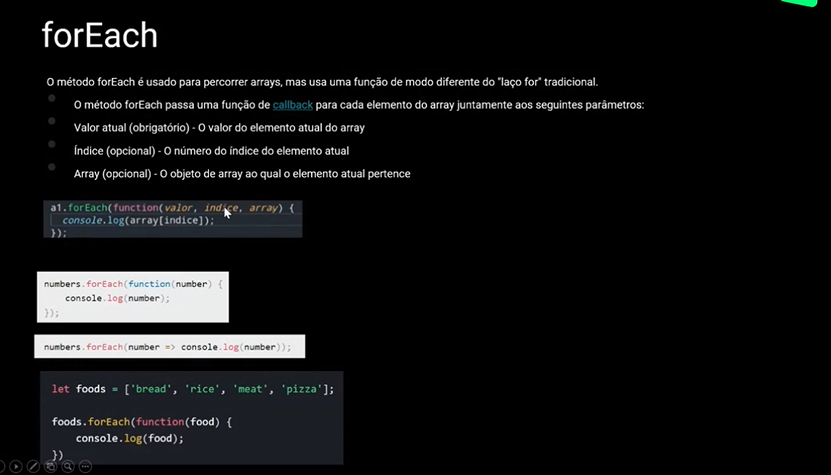 forEach
O método forEach é usado para percorrer arrays, mas usa uma função de modo diferente do "laço for" tradicional.
O método forEach passa uma função de callback para cada elemento do array juntamente aos seguintes parâmetros:
Valor atual (obrigatório) - O valor do elemento atual do array
Índice (opcional) - O número do índice do elemento atual
Array (opcional) - O objeto de array ao qual o elemento atual pertence
a1.forEach(function(valor, indice, array) {
console.log(array[indice]);
});
numbers.forEach(function(number) {
console.log(number);
});
numbers.forEach(number => console.log(number));
let foods = ['bread', 'rice', 'meat', 'pizza'];
foods.forEach(function(food) {
console.log(food);
})